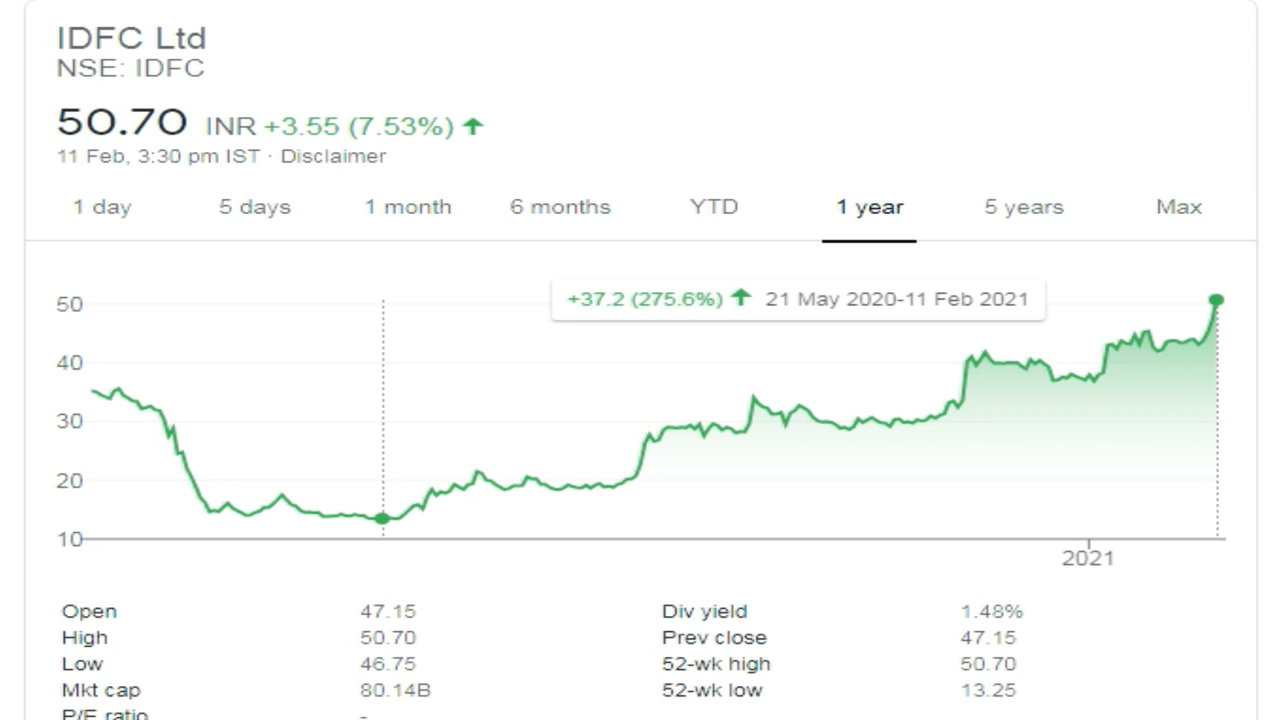 IDFC Ltd
NSE: IDFC
50.70 INR +3.55 (7.53%) ↑
11 Feb, 3:30 pm IST · Disclaimer
1 day 5 days 1 month 6 months YTD 1 year 5 years Max
+37.2 (275.6%) ↑ 21 May 2020-11 Feb 2021
50
40
30
20
10
2021
Open 47.15 Div yield 1.48%
High 50.70 Prev close 47.15
Low 46.75 52-wk high 50.70
Mkt cap 80.14B 52-wk low 13.25
P/E ratio -